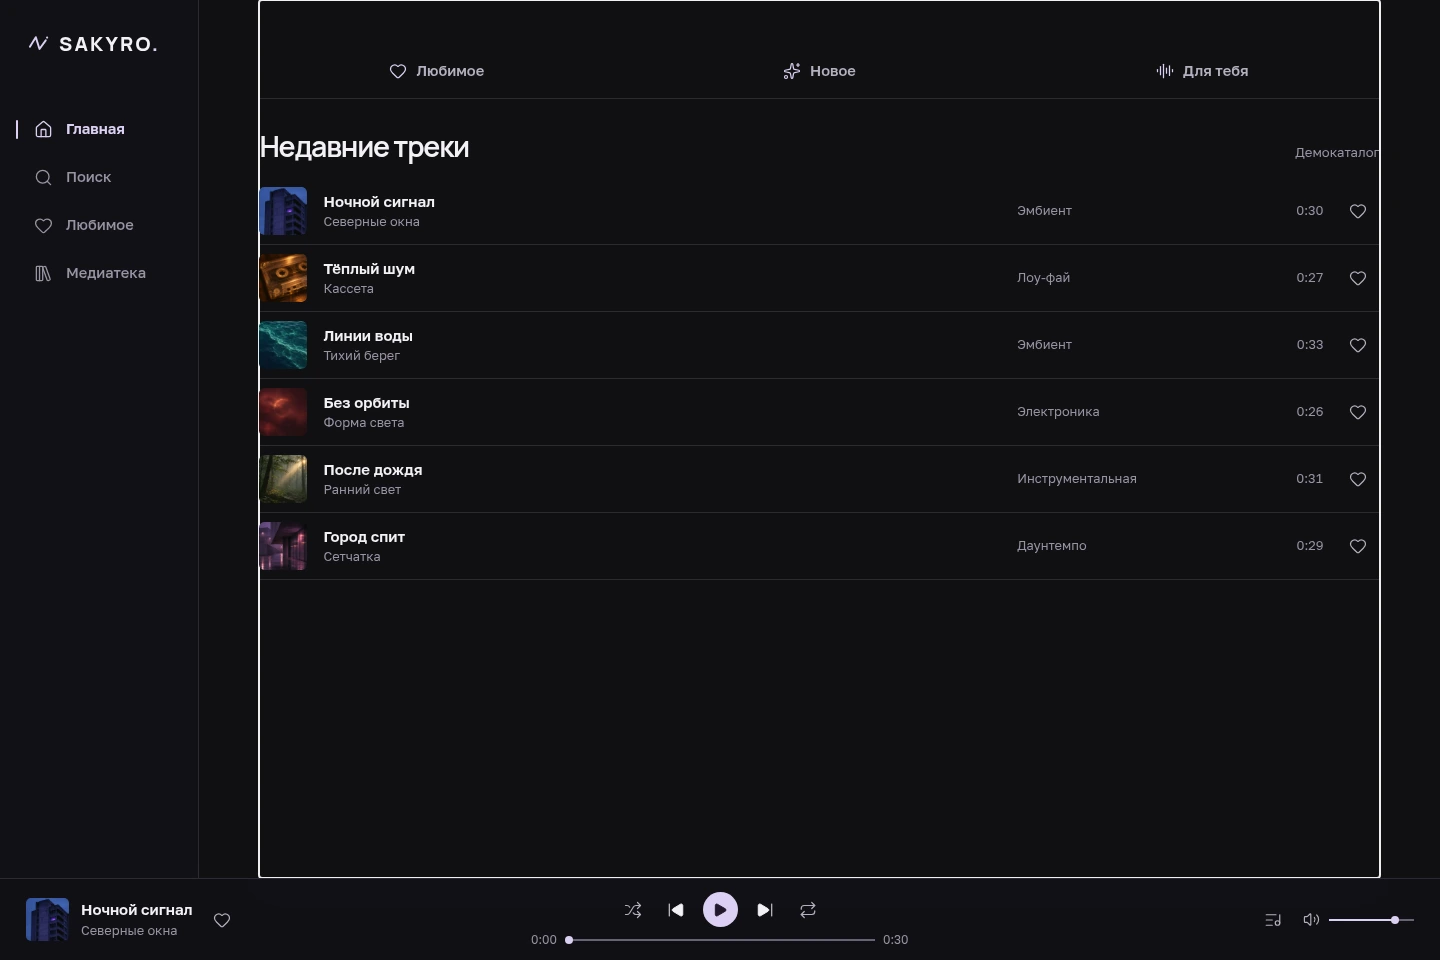 SAKYRO.
Главная
Поиск
Любимое
Медиатека
Любимое
Новое
Для тебя
Недавние треки
Демокаталог
Ночной сигнал
Северные окна
Эмбиент
0:30
Тёплый шум
Кассета
Лоу-фай
0:27
Линии воды
Тихий берег
Эмбиент
0:33
Без орбиты
Форма света
Электроника
0:26
После дождя
Ранний свет
Инструментальная
0:31
Город спит
Сетчатка
Даунтемпо
0:29
Ночной сигнал
Северные окна
0:00
0:30